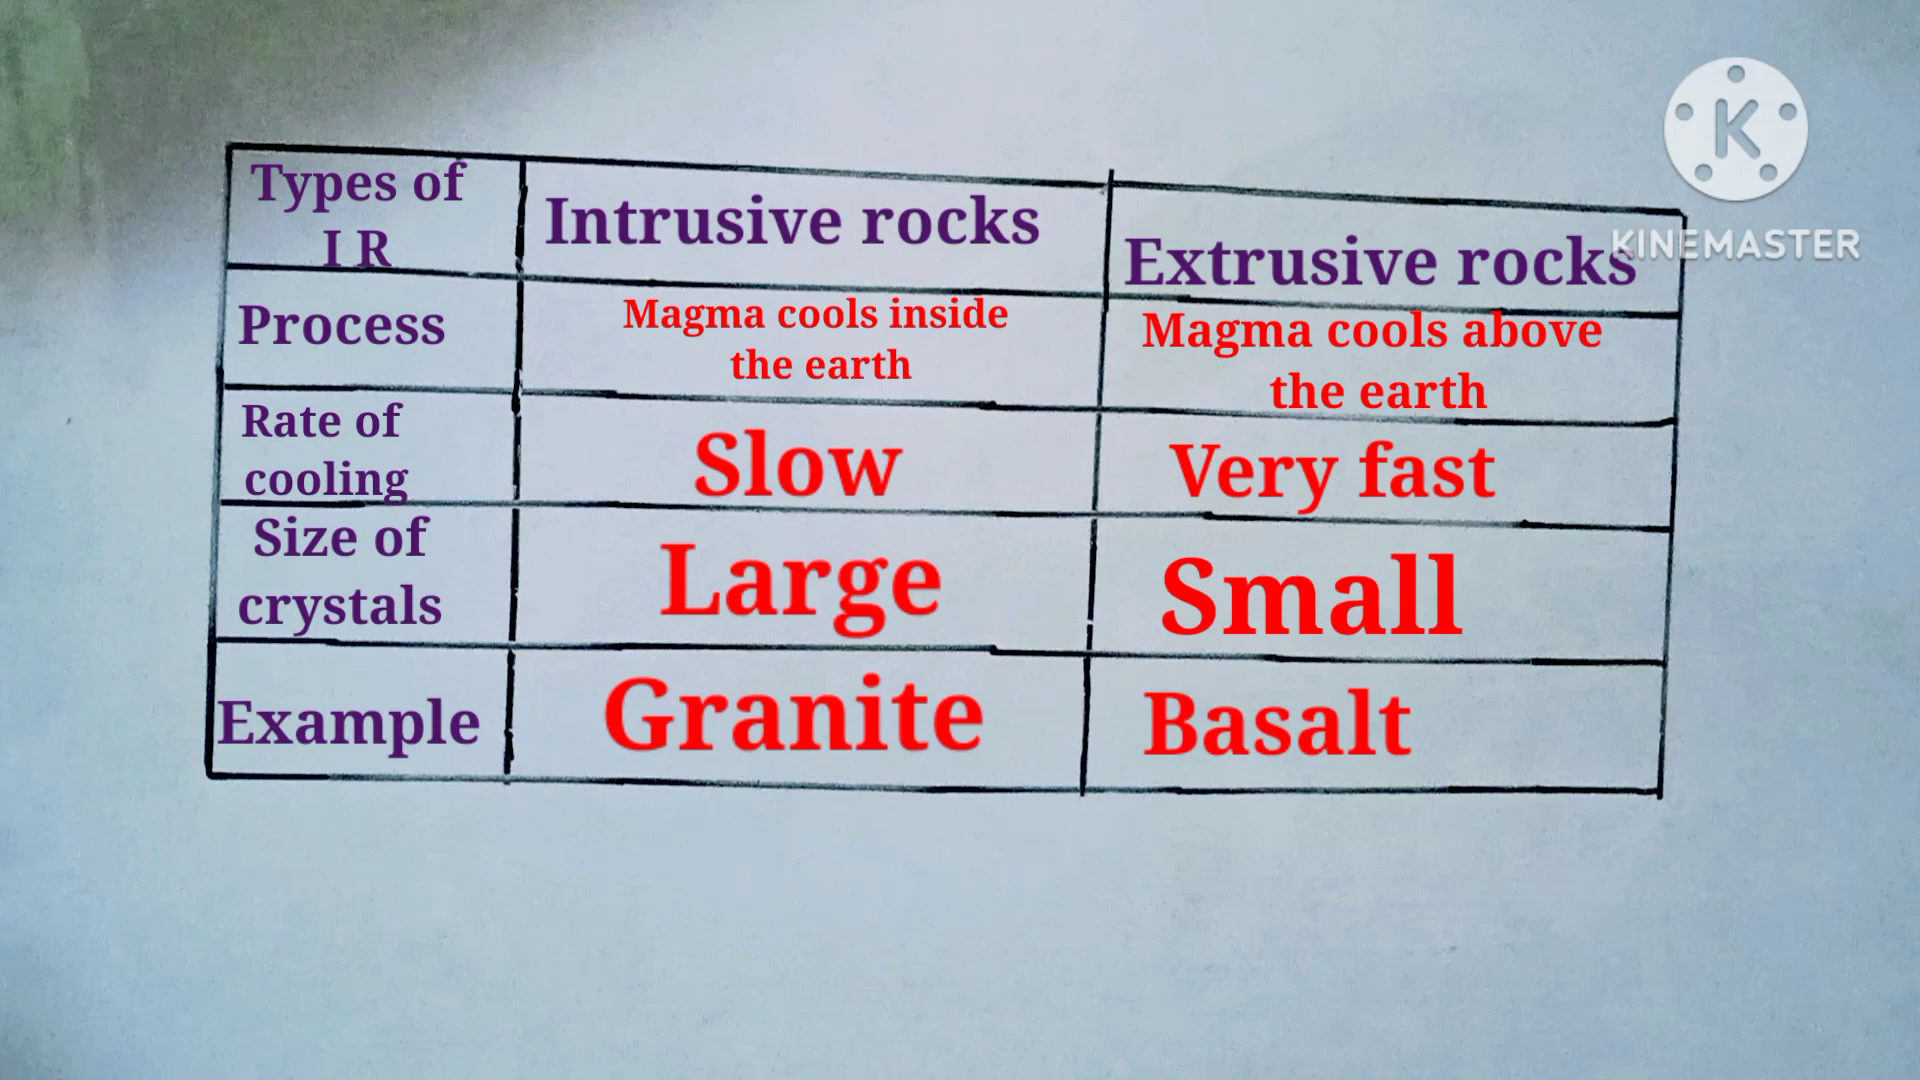 Types of
I R
Intrusive rocks
Extrusive rocks
Process
Magma cools inside
the earth
Magma cools above
the earth
Rate of
cooling
Slow
Very fast
Size of
crystals
Large
Small
Example
Granite
Basalt
K
KINEMASTER